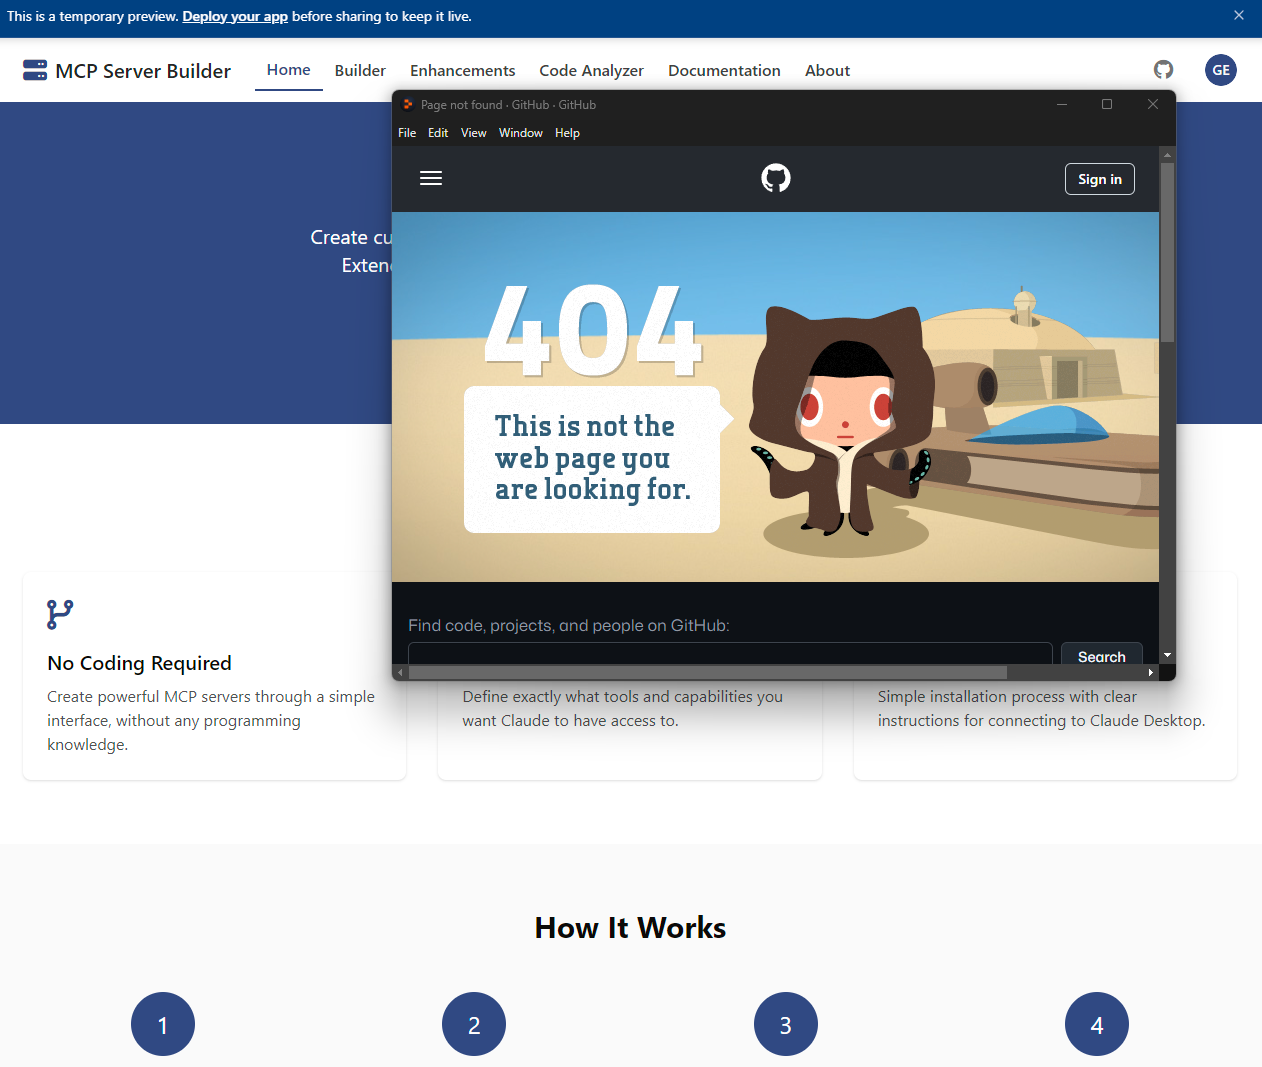 This is a temporary preview. Deploy your app before sharing to keep it live.
MCP Server Builder
Home
Builder
Enhancements
Code Analyzer
Documentation
About
GE
Page not found · GitHub · GitHub
File
Edit
View
Window
Help
Sign in
404
This is not the
web page you
are looking for.
Find code, projects, and people on GitHub:
Search
Create cu
Exten
No Coding Required
Create powerful MCP servers through a simple
interface, without any programming
knowledge.
Define exactly what tools and capabilities you
want Claude to have access to.
Simple installation process with clear
instructions for connecting to Claude Desktop.
How It Works
1
2
3
4